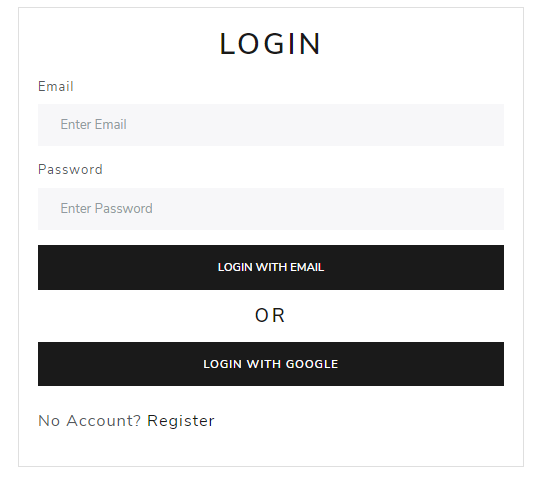 LOGIN
Email
Enter Email
Password
Enter Password
LOGIN WITH EMAIL
OR
LOGIN WITH GOOGLE
No Account? Register